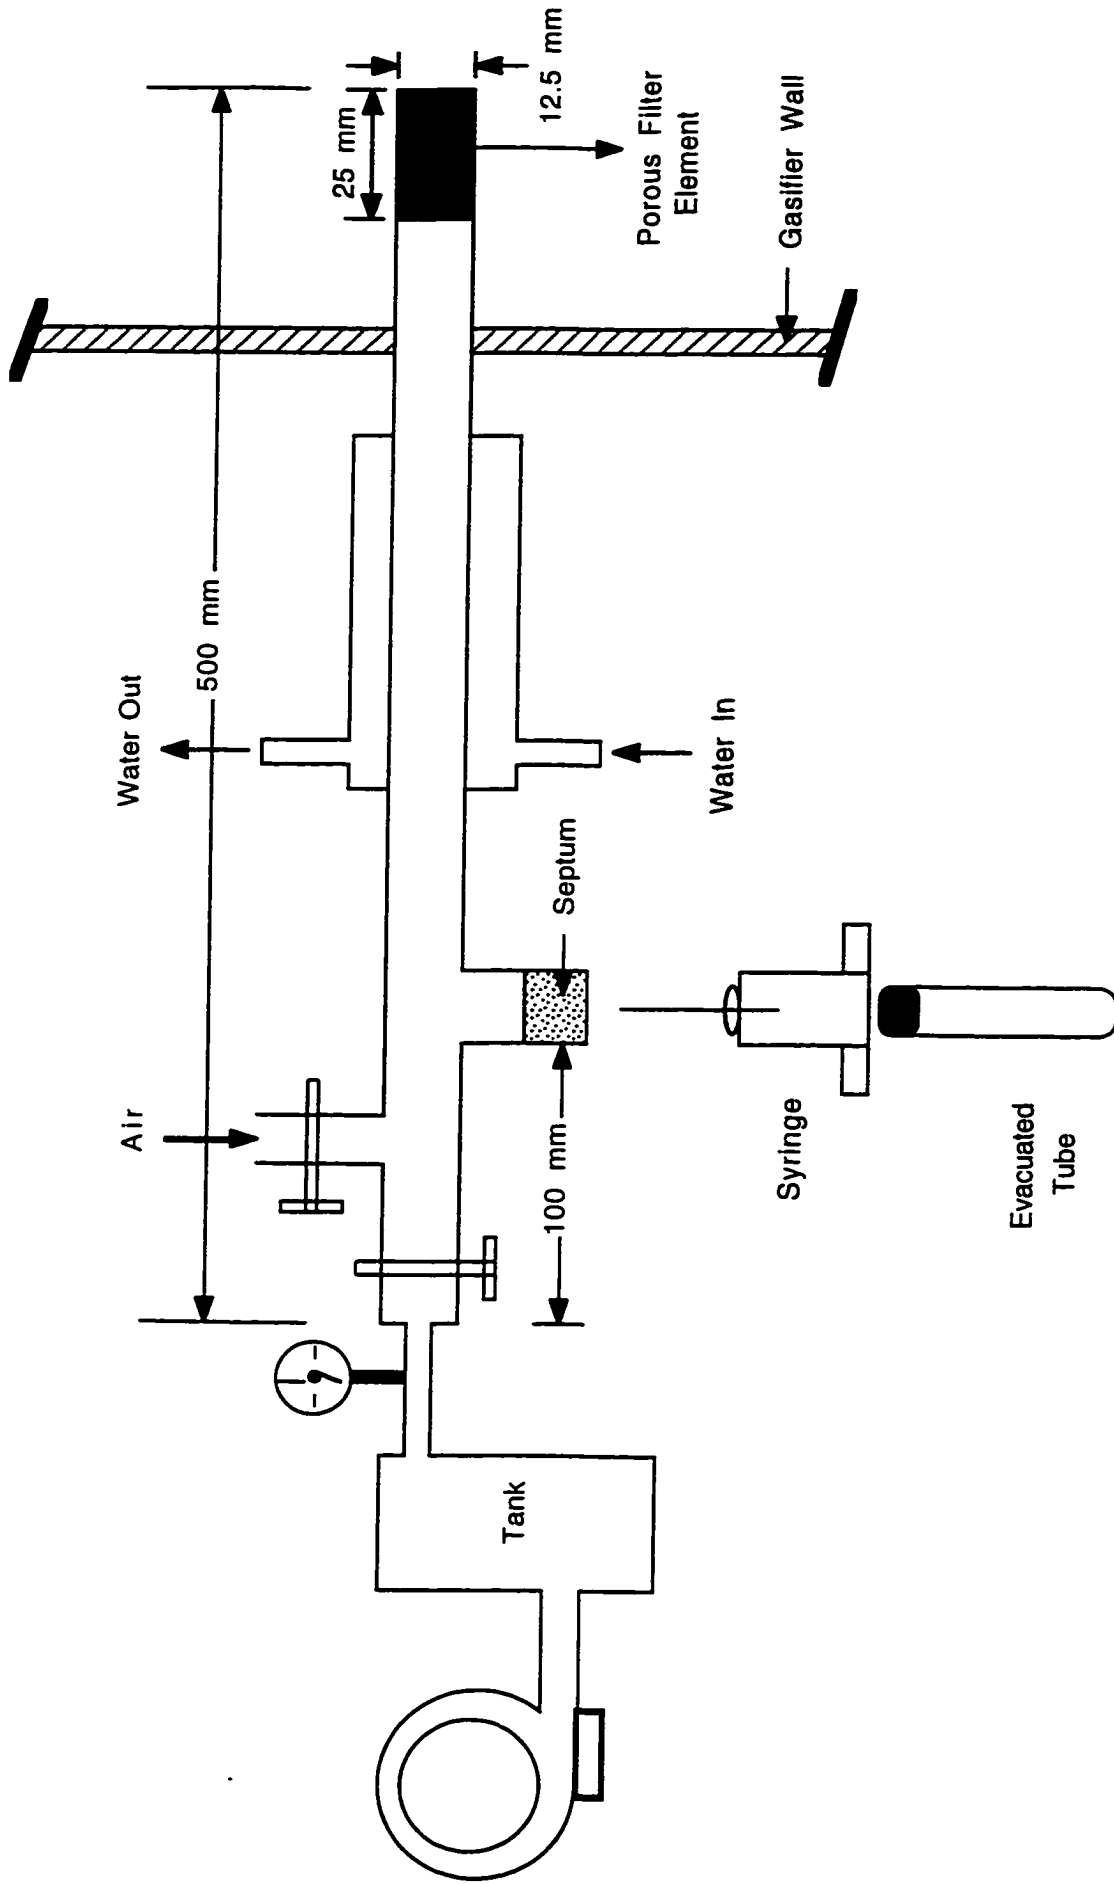 Air
Water Out
500 mm
25 mm
12.5 mm
Porous Filter
Element
Gasifier Wall
Tank
100 mm
Septum
Water In
Syringe
Evacuated
Tube